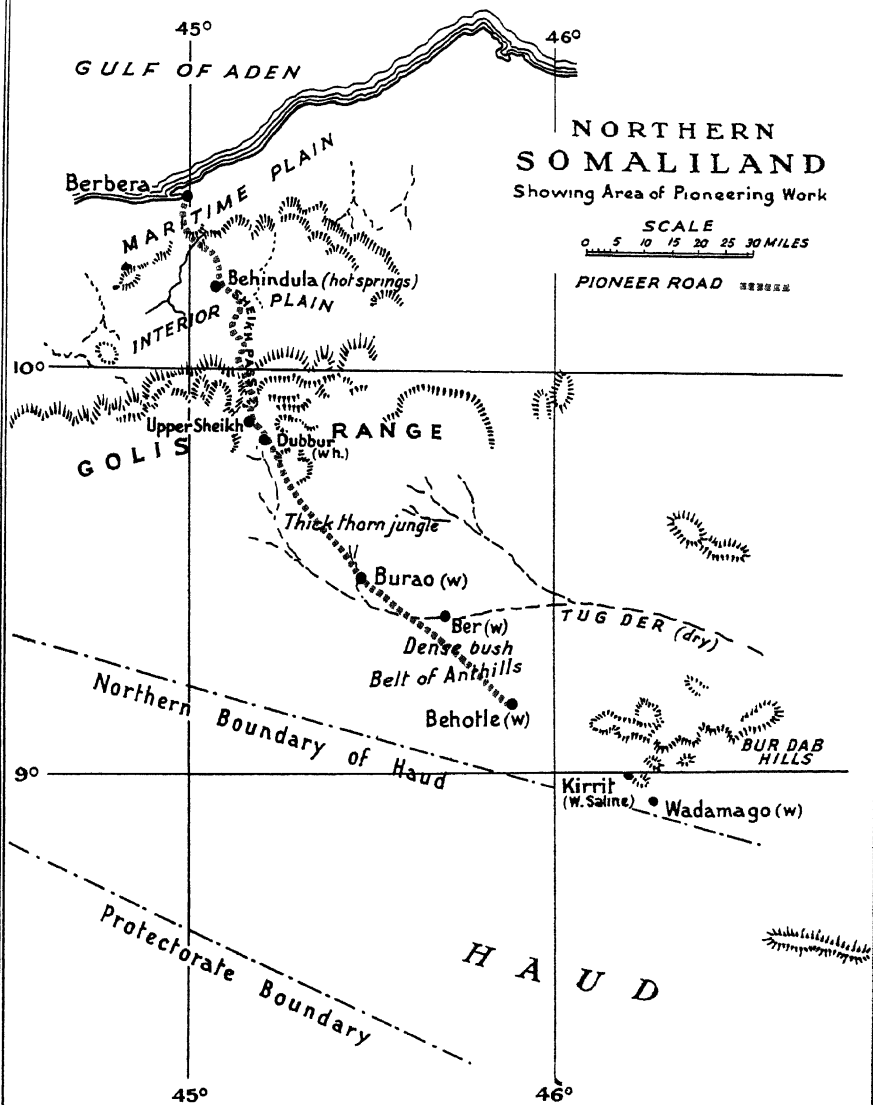 45°
46°
GULF OF ADEN
NORTHERN
SOMALILAND
Showing Area of Pioneering Work
SCALE
0 5 10 15 20 25 30 MILES
PIONEER ROAD
Berbera
MARITIME PLAIN
Behindula (hot springs)
INTERIOR PLAIN
SHEIKH PASS
10°
Upper Sheikh
Dubbur
(wh.)
GOLIS RANGE
Thick thorn jungle
Burao (w)
Ber (w)
TUG DER (dry)
Dense bush
Belt of Anthills
Behotle (w)
Northern Boundary of Haud
BUR DAB
HILLS
9°
Kirrit
(W. Saline)
Wadamago (w)
Protectorate Boundary
HAUD
45°
46°